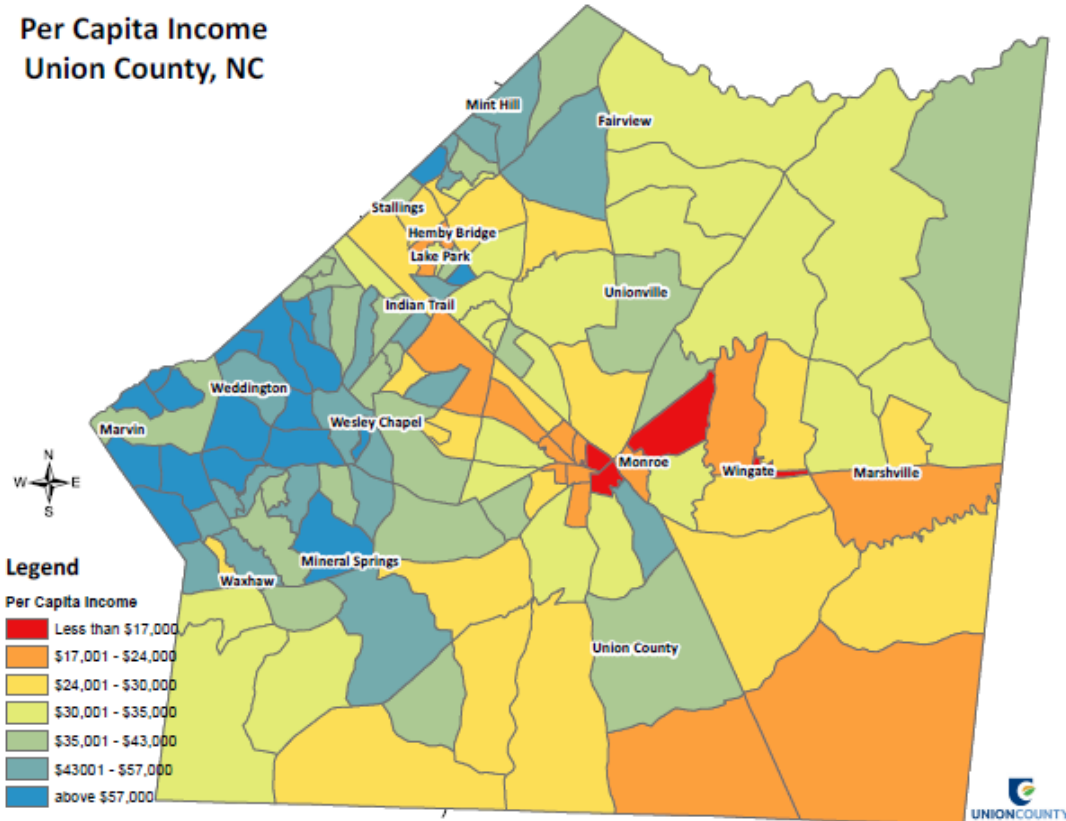 Per Capita Income
Union County, NC
Mint Hill
Fairview
Stallings
Hemby Bridge
Lake Park
Unionville
Indian Trail
Weddington
Wesley Chapel
Marvin
Monroe
Wingate
Marshville
N
W E
S
Mineral Springs
Waxhaw
Union County
Legend
Per Capita Income
Less than $17,000
$17,001 - $24,000
$24,001 - $30,000
$30,001 - $35,000
$35,001 - $43,000
$43001 - $57,000
above $57,000
UNIONCOUNTY